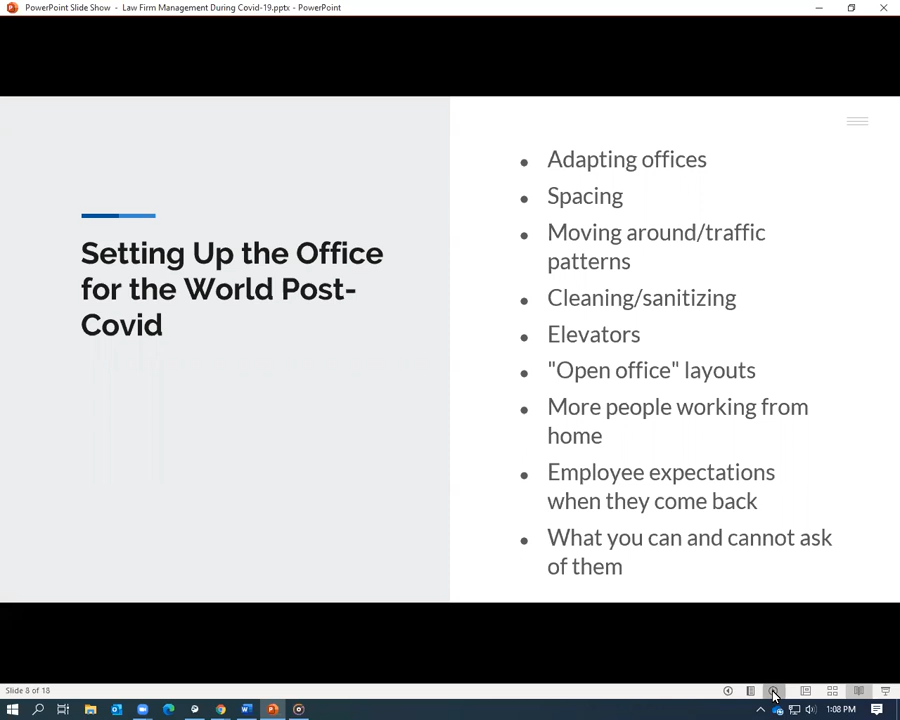 PowerPoint Slide Show - Law Firm Management During Covid-19.pptx - PowerPoint
Setting Up the Office
for the World Post-
Covid
• Adapting offices
• Spacing
• Moving around/traffic
patterns
• Cleaning/sanitizing
• Elevators
• "Open office" layouts
• More people working from
home
• Employee expectations
when they come back
• What you can and cannot ask
of them
Slide 8 of 18
1:08 PM